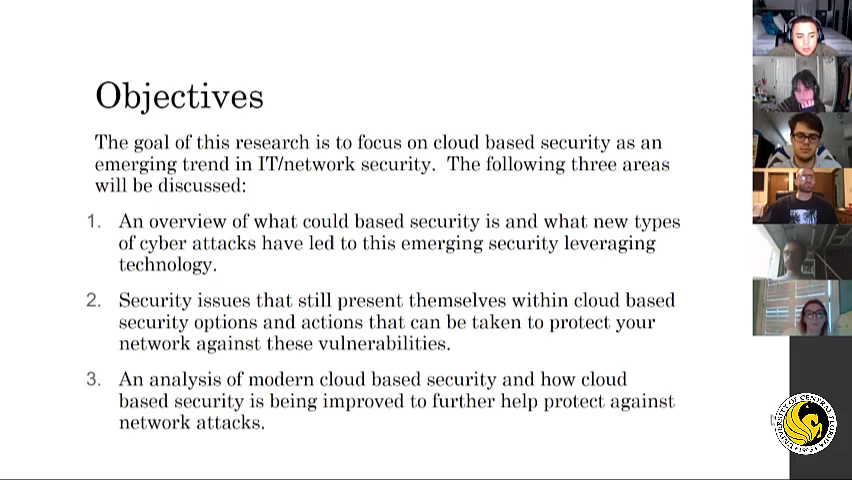 Objectives
The goal of this research is to focus on cloud based security as an
emerging trend in IT/network security. The following three areas
will be discussed:
1. An overview of what could based security is and what new types
of cyber attacks have led to this emerging security leveraging
technology.
2. Security issues that still present themselves within cloud based
security options and actions that can be taken to protect your
network against these vulnerabilities.
3. An analysis of modern cloud based security and how cloud
based security is being improved to further help protect against
network attacks.
UNIVERSITY OF CENTRAL FLORIDA